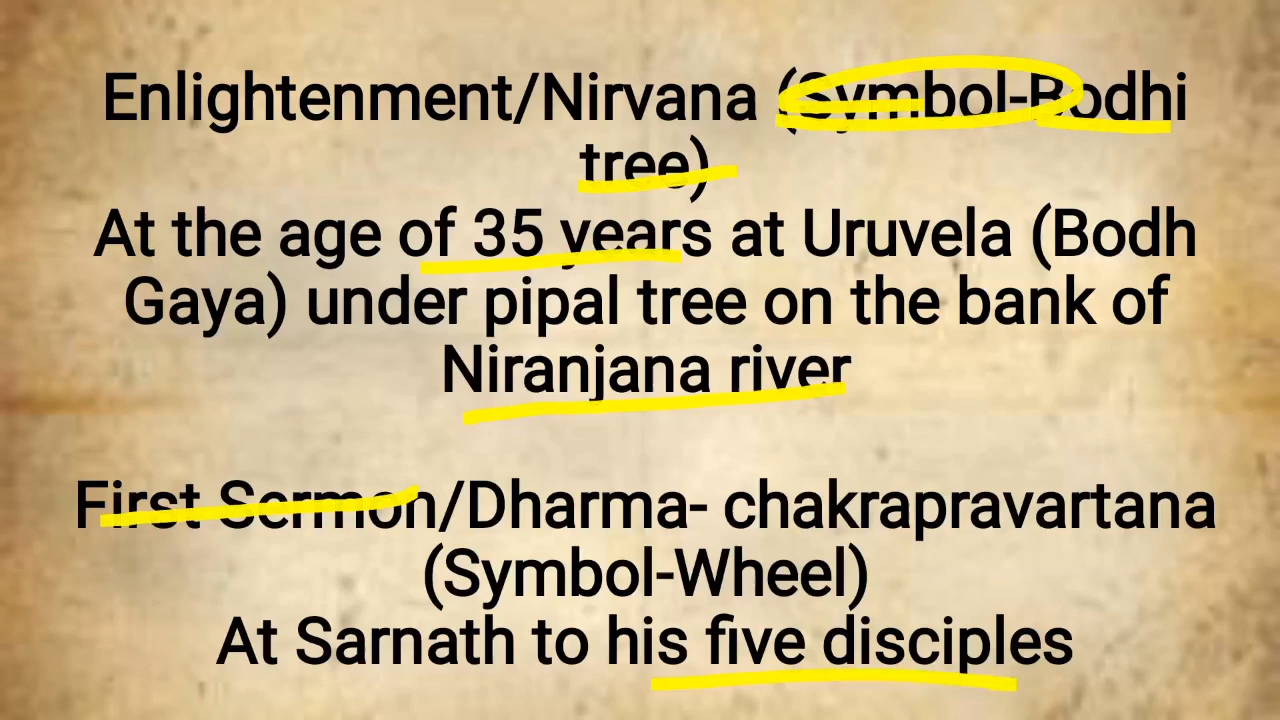 Enlightenment/Nirvana (Symbol-Bodhi
tree)
At the age of 35 years at Uruvela (Bodh
Gaya) under pipal tree on the bank of
Niranjana river
First Sermon/Dharma- chakrapravartana
(Symbol-Wheel)
At Sarnath to his five disciples